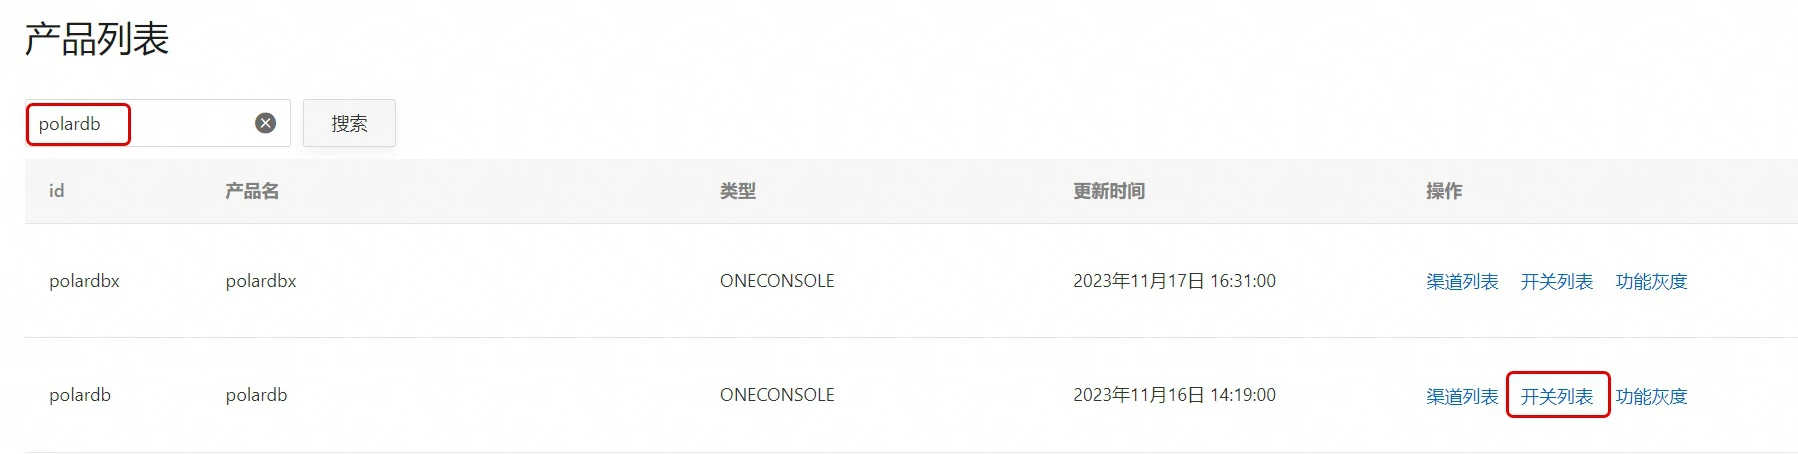 产品列表
polardb 搜索
id 产品名 类型 更新时间 操作
polardbx polardbx ONECONSOLE 2023年11月17日 16:31:00 渠道列表 开关列表 功能灰度
polardb polardb ONECONSOLE 2023年11月16日 14:19:00 渠道列表 开关列表 功能灰度